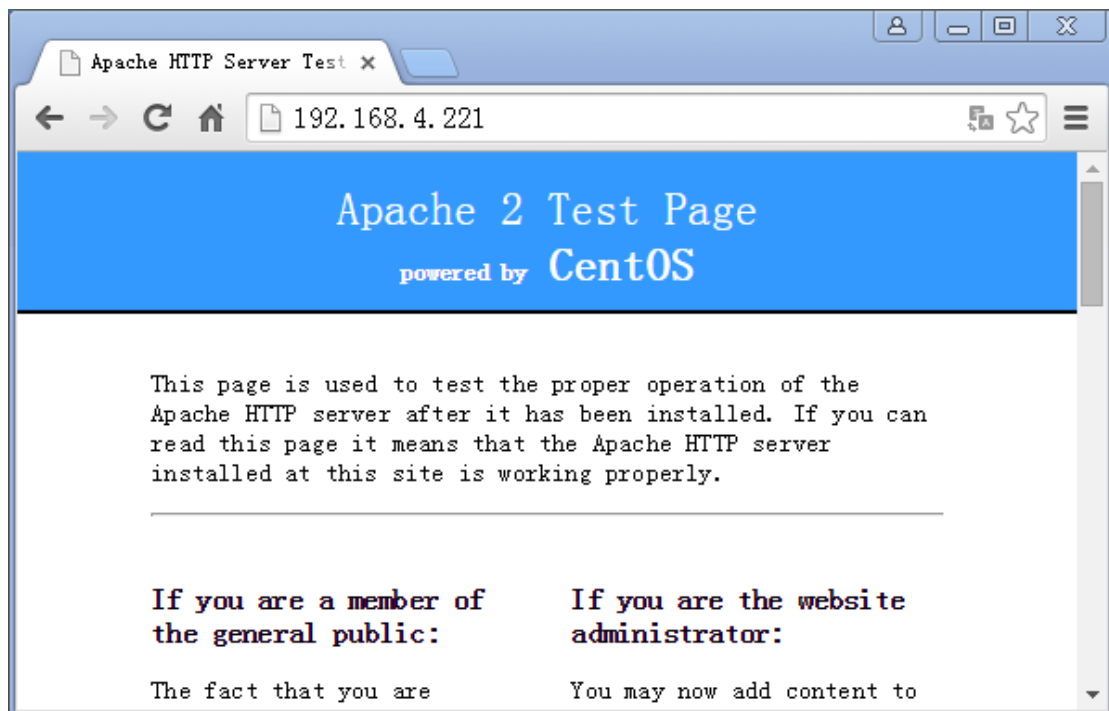 Apache HTTP Server Test
192.168.4.221
Apache 2 Test Page
powered by CentOS
This page is used to test the proper operation of the
Apache HTTP server after it has been installed. If you can
read this page it means that the Apache HTTP server
installed at this site is working properly.
If you are a member of
the general public:
The fact that you are
If you are the website
administrator:
You may now add content to